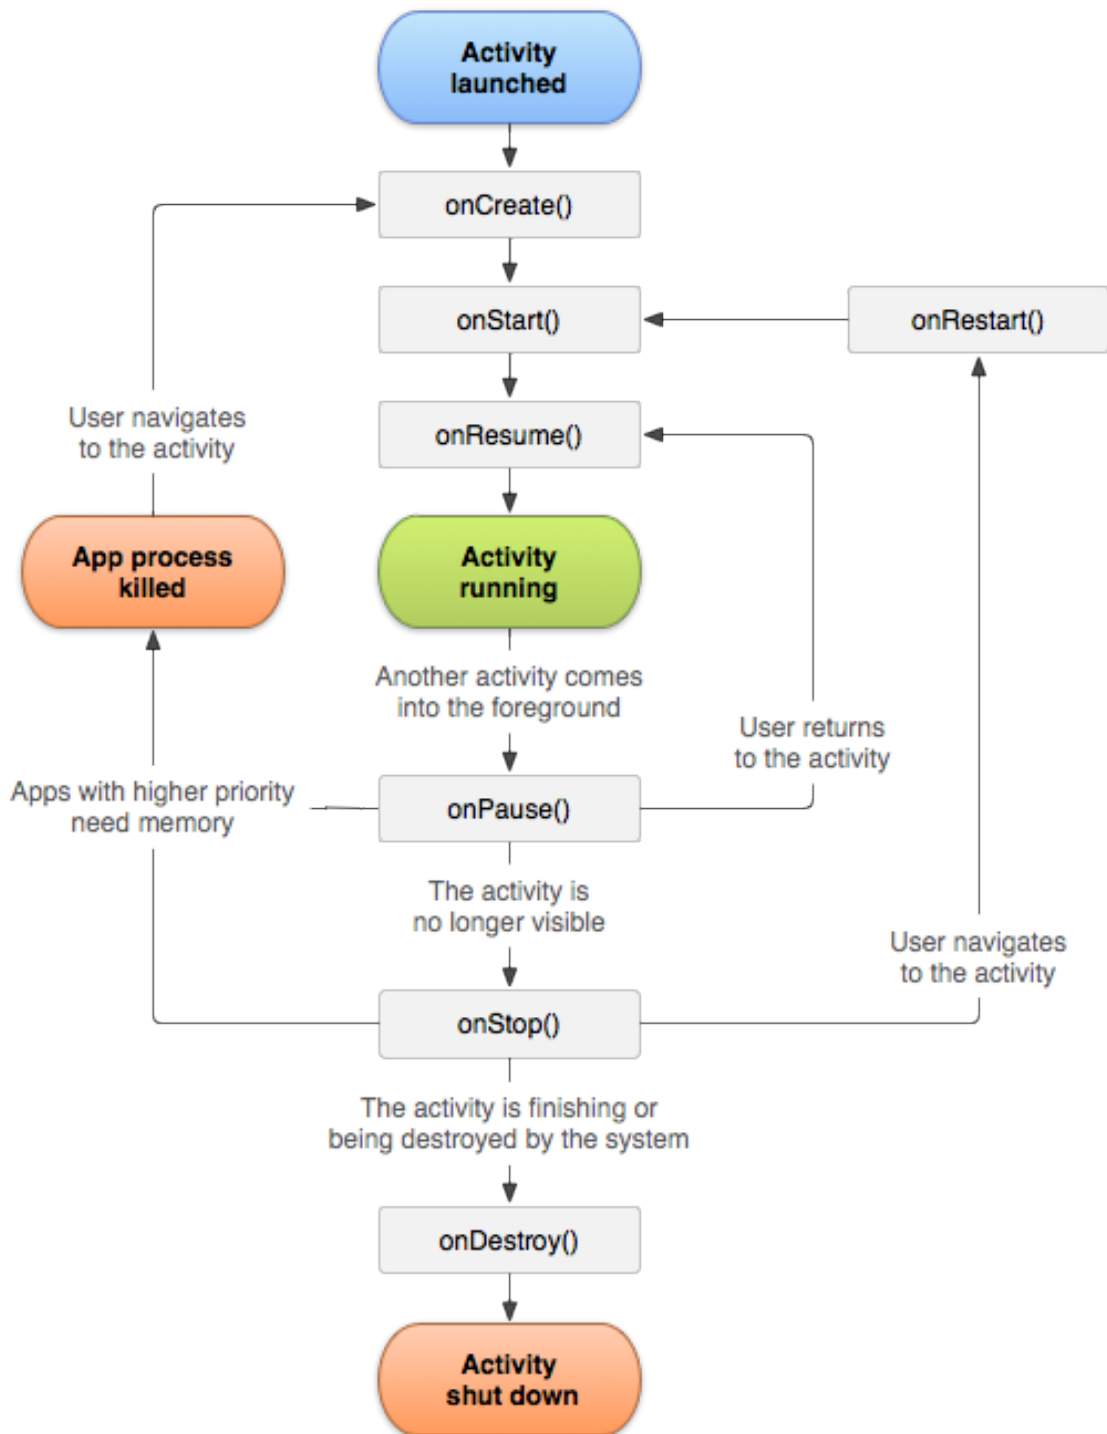 Activity
launched
onCreate()
onStart()
onRestart()
User navigates
to the activity
onResume()
App process
killed
Activity
running
Another activity comes
into the foreground
User returns
to the activity
Apps with higher priority
need memory
onPause()
The activity is
no longer visible
User navigates
to the activity
onStop()
The activity is finishing or
being destroyed by the system
onDestroy()
Activity
shut down